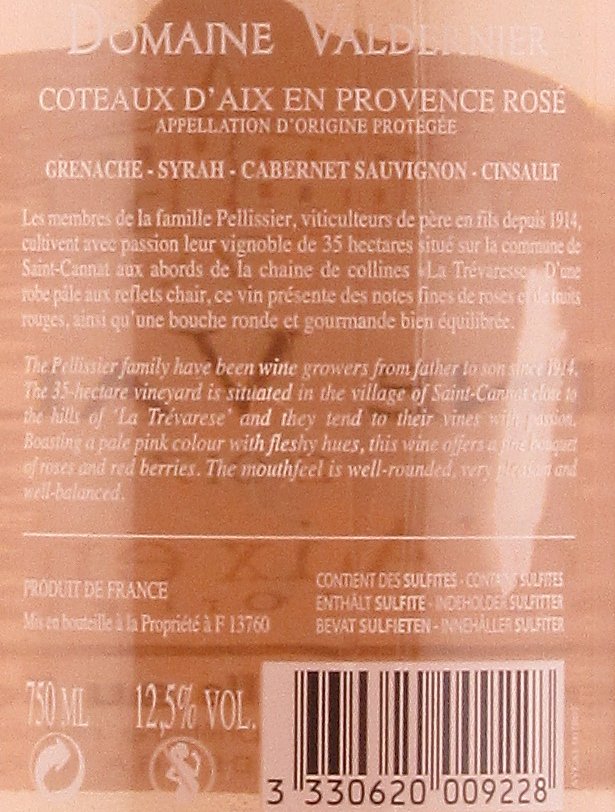 DOMAINE VALDERNIER
COTEAUX D'AIX EN PROVENCE ROSÉ
APPELLATION D'ORIGINE PROTÉGÉE
GRENACHE - SYRAH - CABERNET SAUVIGNON - CINSAULT
Les membres de la famille Pellissier, viticulteurs de père en fils depuis 1914,
cultivent avec passion leur vignoble de 35 hectares situé sur la commune de
Saint-Cannat aux abords de la chaine de collines «La Trévaresse». D'une
robe pâle aux reflets chair, ce vin présente des notes fines de roses et de fruits
rouges, ainsi qu'une bouche ronde et gourmande bien équilibrée.
The Pellissier family have been wine growers from father to son since 1914.
The 35-hectare vineyard is situated in the village of Saint-Cannat close to
the hills of 'La Trévarese' and they tend to their vines with passion.
Boasting a pale pink colour with fleshy hues, this wine offers a fine bouquet
of roses and red berries. The mouthfeel is well-rounded, very pleasant and
well-balanced.
PRODUIT DE FRANCE
Mis en bouteille à la Propriété à F 13760
CONTIENT DES SULFITES - CONTAINS SULFITES
ENTHÄLT SULFITE - INDEHOLDER SULFITTER
BEVAT SULFIETEN - INNEHÅLLER SULFITER
750 ML 12,5% VOL.
3 330620 009228